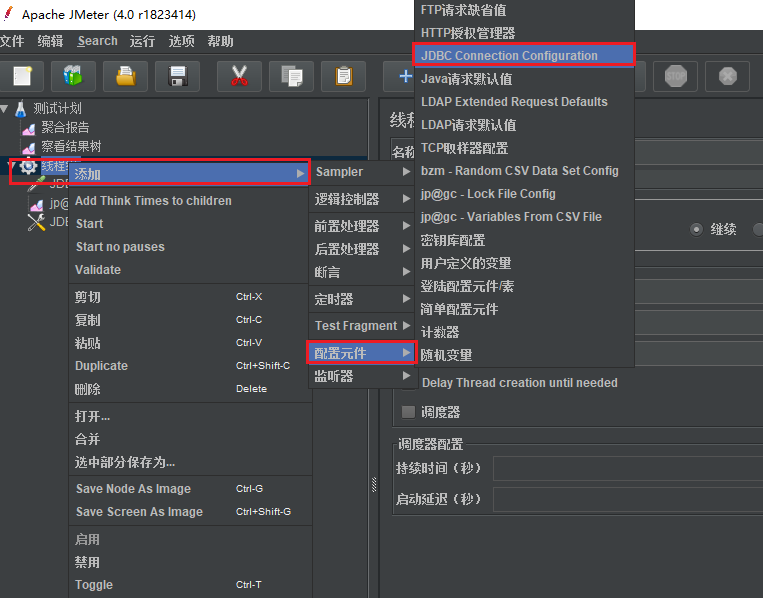 Apache JMeter (4.0 r1823414)
文件 编辑 Search 运行 选项 帮助
STOP
测试计划
聚合报告
察看结果树
线程组
JDB
jp@
JDB
添加
Add Think Times to children
Start
Start no pauses
Validate
剪切 Ctrl-X
复制 Ctrl-C
粘贴 Ctrl-V
Duplicate Ctrl+Shift-C
删除 Delete
打开...
合并
选中部分保存为...
Save Node As Image Ctrl-G
Save Screen As Image Ctrl+Shift-G
启用
禁用
Toggle Ctrl-T
Sampler
逻辑控制器
前置处理器
后置处理器
断言
定时器
Test Fragment
配置元件
监听器
FTP请求缺省值
HTTP授权管理器
JDBC Connection Configuration
Java请求默认值
LDAP Extended Request Defaults
LDAP请求默认值
TCP取样器配置
bzm - Random CSV Data Set Config
jp@gc - Lock File Config
jp@gc - Variables From CSV File
密钥库配置
用户定义的变量
登陆配置元件/素
简单配置元件
计数器
随机变量
线程
名称
继续
Delay Thread creation until needed
调度器
调度器配置
持续时间（秒）
启动延迟（秒）